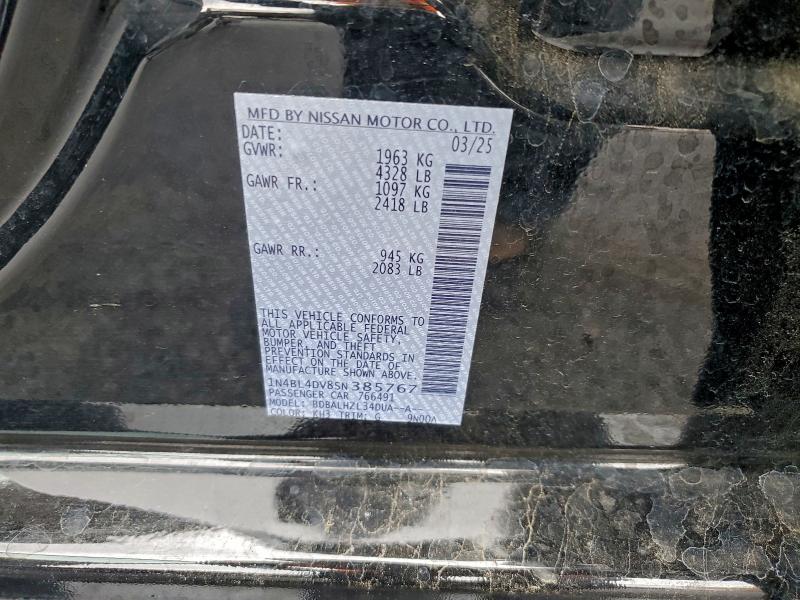 MFD BY NISSAN MOTOR CO., LTD.
DATE: 03/25
GVWR: 1963 KG
4328 LB
GAWR FR.: 1097 KG
2418 LB
GAWR RR.: 945 KG
2083 LB
THIS VEHICLE CONFORMS TO
ALL APPLICABLE FEDERAL
MOTOR VEHICLE SAFETY,
BUMPER, AND THEFT
PREVENTION STANDARDS IN
EFFECT ON THE DATE OF
MANUFACTURE SHOWN ABOVE.
1N4BL4DV8SN385767
PASSENGER CAR 766491
MODEL: BDBALHZL34DUA--A-
COLOR: KH3 TRIM: G 9N00A